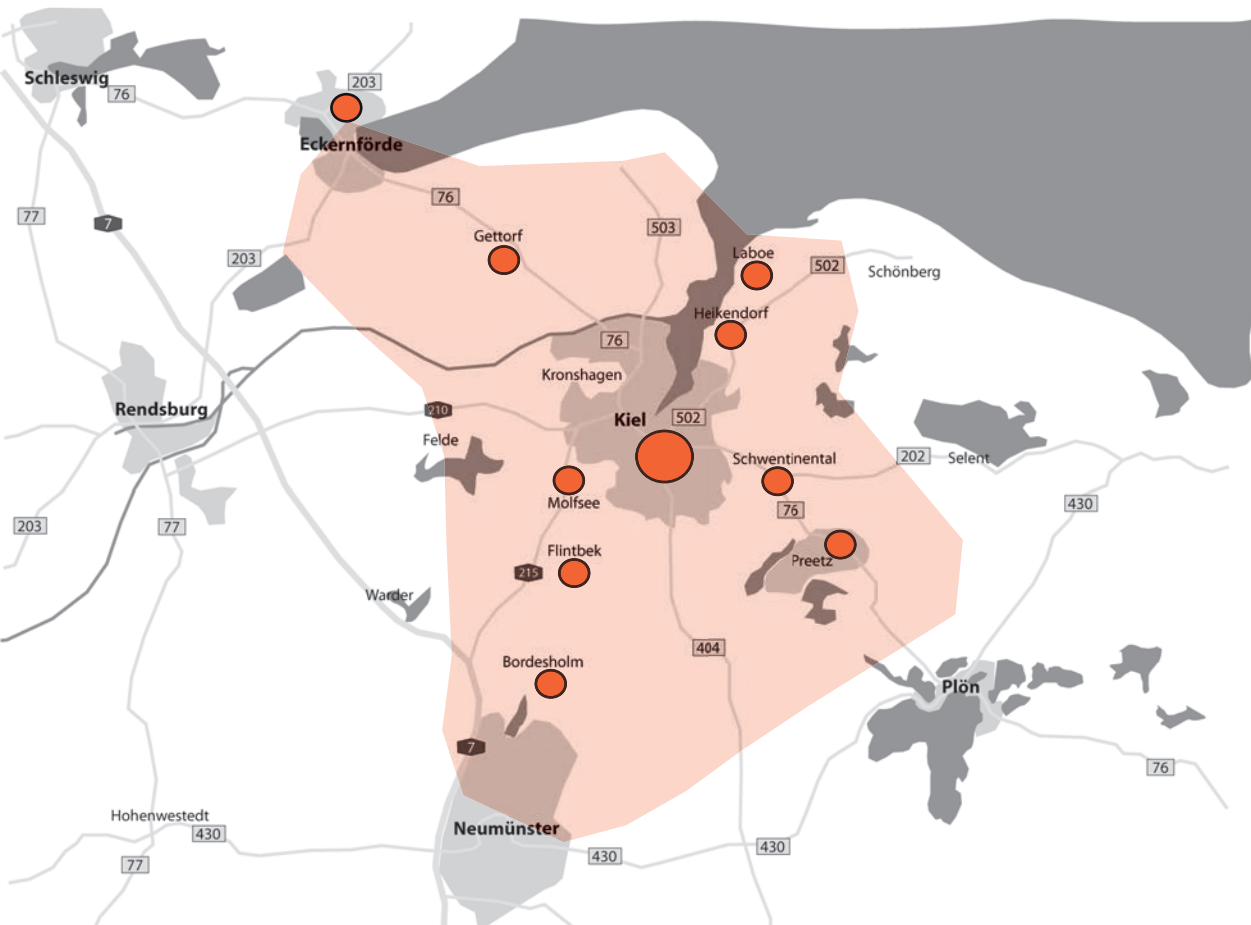 Schleswig
76
203
Eckernförde
76
77
7
503
Gettorf
203
Laboe
502
Schönberg
Heikendorf
76
Kronshagen
Rendsburg
210
Kiel
502
Felde
Schwentinental
202
Selent
Molfsee
76
430
203
77
Flintbek
Preetz
215
Warder
404
Bordesholm
Plön
7
76
Hohenwestedt
430
Neumünster
430
430
77